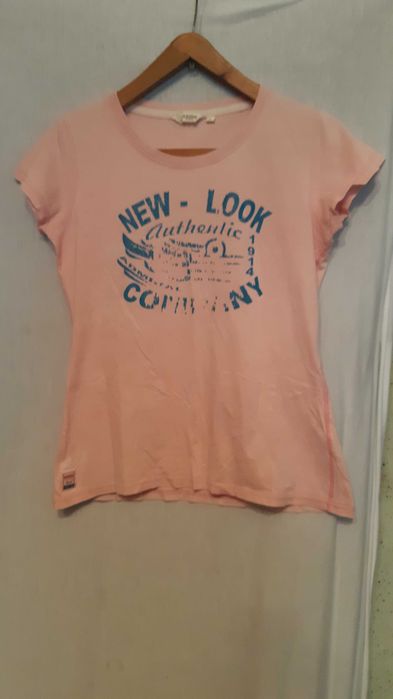 NEW - LOOK
Authentic
1914
COMPANY